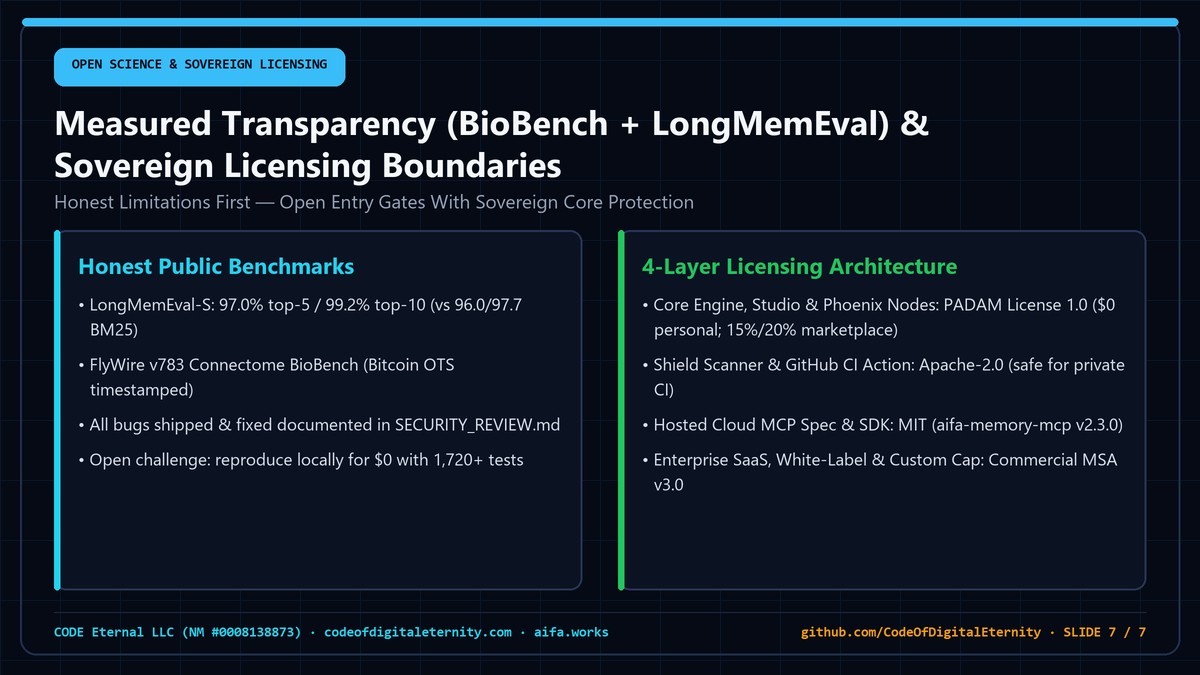 OPEN SCIENCE & SOVEREIGN LICENSING
Measured Transparency (BioBench + LongMemEval) &
Sovereign Licensing Boundaries
Honest Limitations First — Open Entry Gates With Sovereign Core Protection
Honest Public Benchmarks
• LongMemEval-S: 97.0% top-5 / 99.2% top-10 (vs 96.0/97.7
BM25)
• FlyWire v783 Connectome BioBench (Bitcoin OTS
timestamped)
• All bugs shipped & fixed documented in SECURITY_REVIEW.md
• Open challenge: reproduce locally for $0 with 1,720+ tests
4-Layer Licensing Architecture
• Core Engine, Studio & Phoenix Nodes: PADAM License 1.0 ($0
personal; 15%/20% marketplace)
• Shield Scanner & GitHub CI Action: Apache-2.0 (safe for private
CI)
• Hosted Cloud MCP Spec & SDK: MIT (aifa-memory-mcp v2.3.0)
• Enterprise SaaS, White-Label & Custom Cap: Commercial MSA
v3.0
CODE Eternal LLC (NM #0008138873) · codeofdigitaleternity.com · aifa.works
github.com/CodeOfDigitalEternity · SLIDE 7 / 7